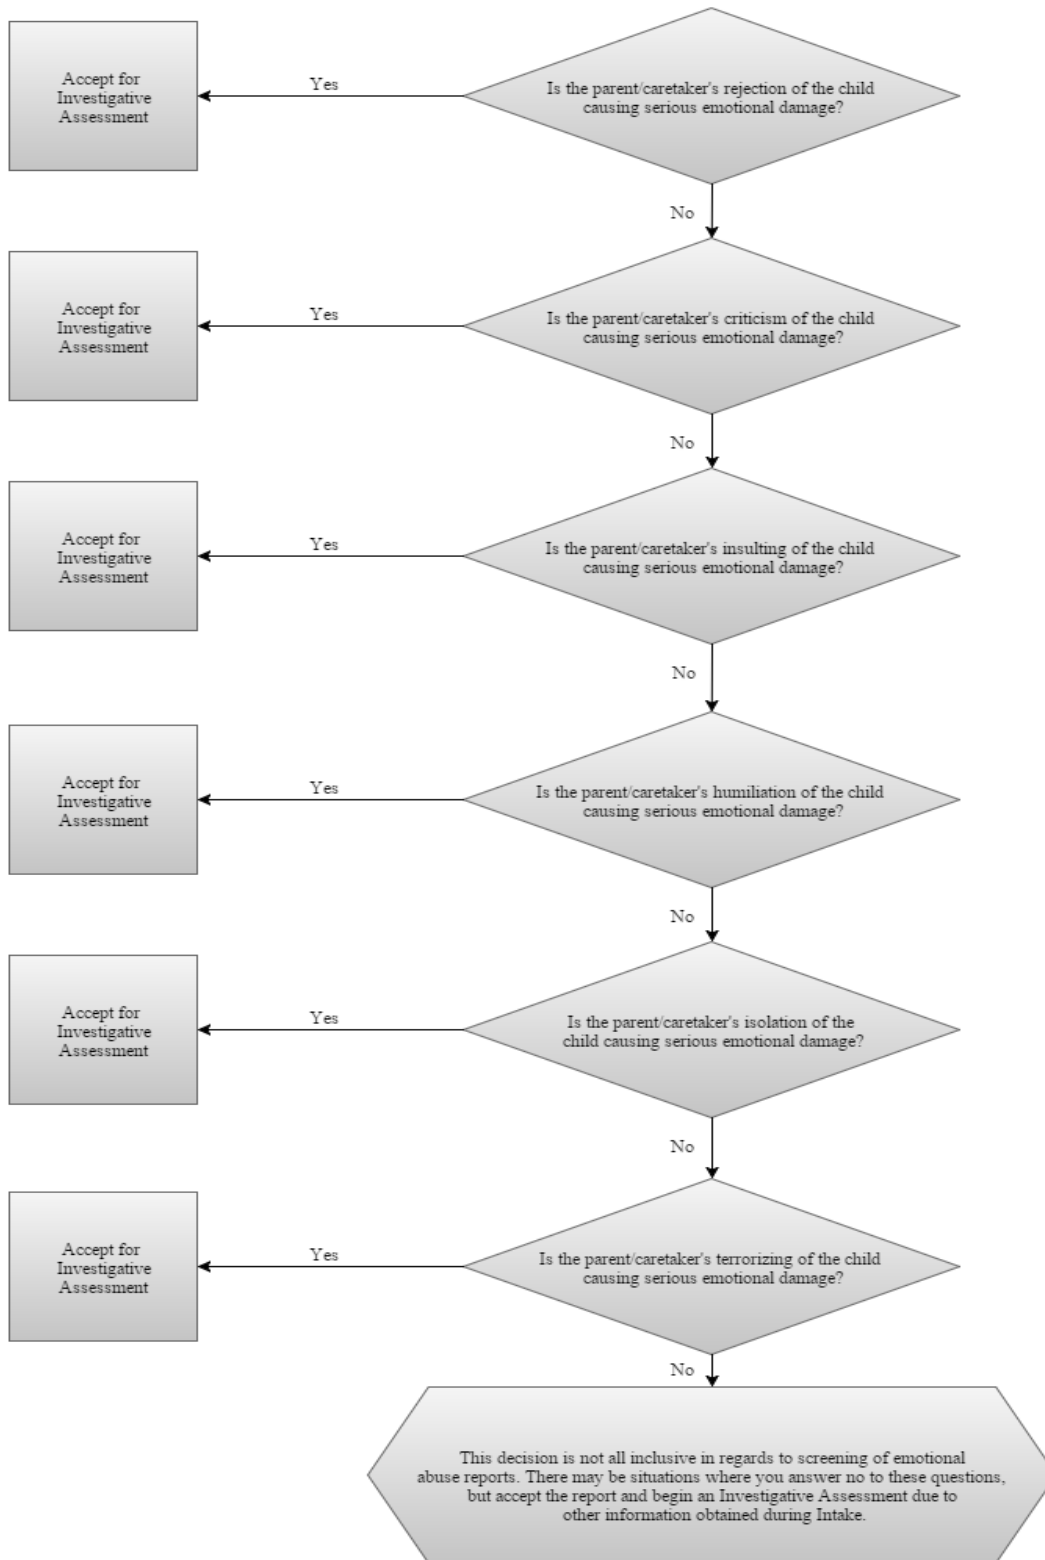 Is the parent/caretaker's rejection of the child
causing serious emotional damage?
Yes
Accept for
Investigative
Assessment
No
Is the parent/caretaker's criticism of the child
causing serious emotional damage?
Yes
Accept for
Investigative
Assessment
No
Is the parent/caretaker's insulting of the child
causing serious emotional damage?
Yes
Accept for
Investigative
Assessment
No
Is the parent/caretaker's humiliation of the child
causing serious emotional damage?
Yes
Accept for
Investigative
Assessment
No
Is the parent/caretaker's isolation of the
child causing serious emotional damage?
Yes
Accept for
Investigative
Assessment
No
Is the parent/caretaker's terrorizing of the child
causing serious emotional damage?
Yes
Accept for
Investigative
Assessment
No
This decision is not all inclusive in regards to screening of emotional
abuse reports. There may be situations where you answer no to these questions,
but accept the report and begin an Investigative Assessment due to
other information obtained during Intake.